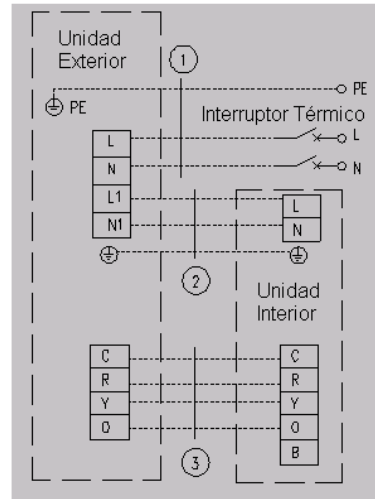 Unidad
Exterior
1
PE
PE
Interruptor Térmico
L
L
N
N
L1
L
N1
N
2
Unidad
Interior
C
C
R
R
Y
Y
O
O
B
3